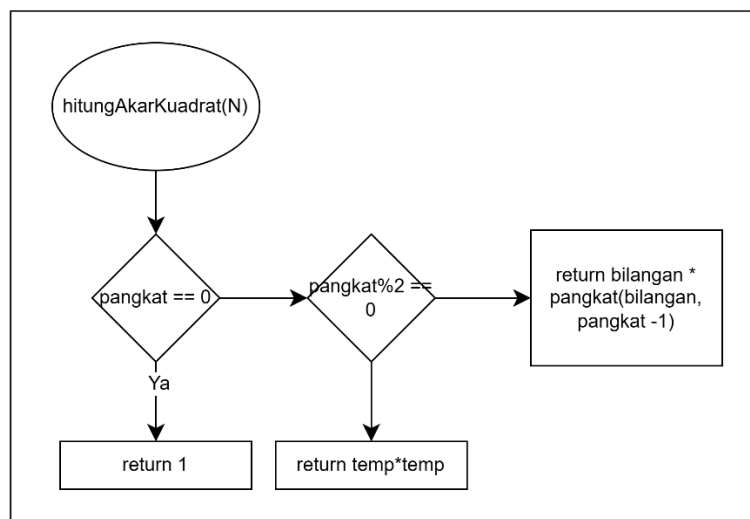 hitungAkarKuadrat(N)
pangkat == 0
pangkat%2 ==
0
return bilangan *
pangkat(bilangan,
pangkat -1)
Ya
return 1
return temp*temp